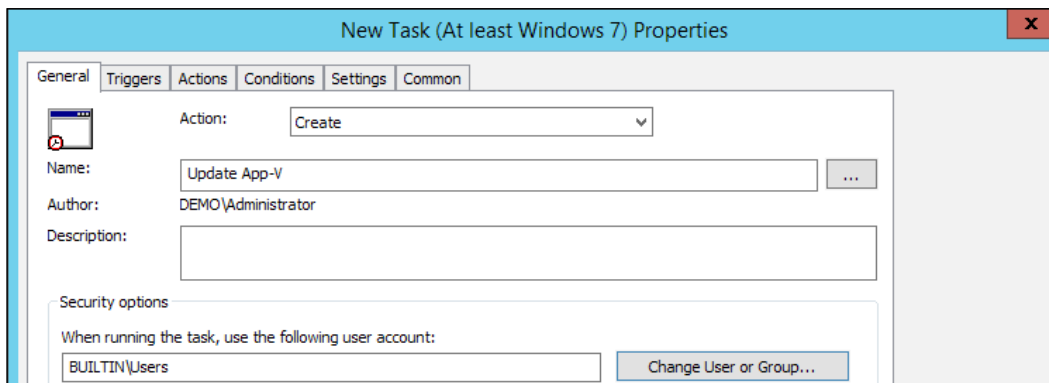 New Task (At least Windows 7) Properties
x
General Triggers Actions Conditions Settings Common
Action: Create
Name: Update App-V ...
Author: DEMO\Administrator
Description:
Security options
When running the task, use the following user account:
BUILTIN\Users Change User or Group...